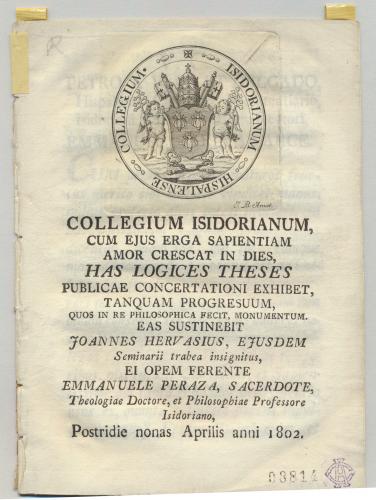 COLLEGIUM · ISIDORIANUM
HISPALENSE
COLLEGIUM ISIDORIANUM,
CUM EJUS ERGA SAPIENTIAM
AMOR CRESCAT IN DIES,
HAS LOGICES THESES
PUBLICAE CONCERTATIONI EXHIBET,
TANQUAM PROGRESUUM,
QUOS IN RE PHILOSOPHICA FECIT, MONUMENTUM.
EAS SUSTINEBIT
JOANNES HERVASIUS, EJUSDEM
Seminarii trabea insignitus,
EI OPEM FERENTE
EMMANUELE PERAZA, SACERDOTE,
Theologiae Doctore, et Philosophiae Professore
Isidoriano,
Postridie nonas Aprilis anni 1802.
03814